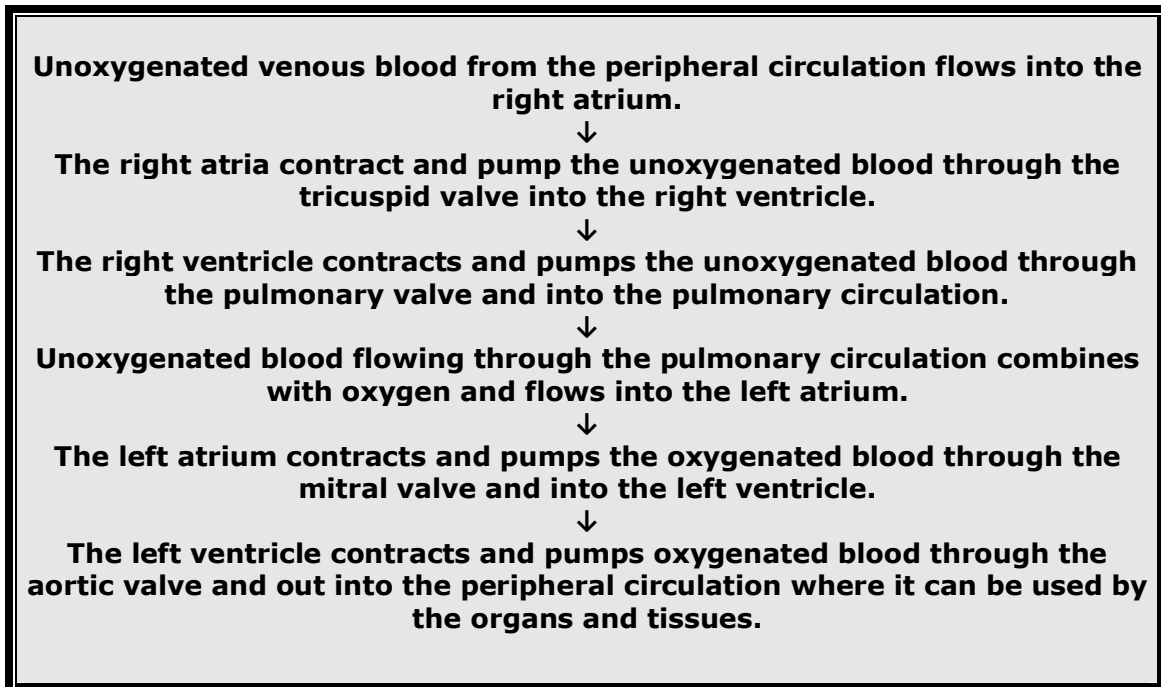 Unoxygenated venous blood from the peripheral circulation flows into the
right atrium.
↓
The right atria contract and pump the unoxygenated blood through the
tricuspid valve into the right ventricle.
↓
The right ventricle contracts and pumps the unoxygenated blood through
the pulmonary valve and into the pulmonary circulation.
↓
Unoxygenated blood flowing through the pulmonary circulation combines
with oxygen and flows into the left atrium.
↓
The left atrium contracts and pumps the oxygenated blood through the
mitral valve and into the left ventricle.
↓
The left ventricle contracts and pumps oxygenated blood through the
aortic valve and out into the peripheral circulation where it can be used by
the organs and tissues.